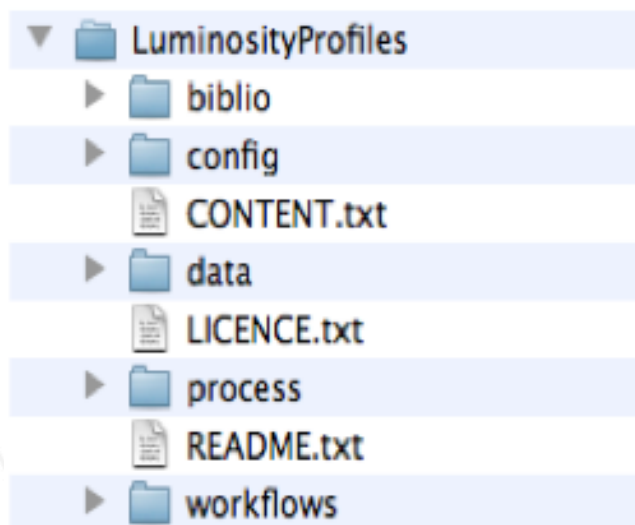 LuminosityProfiles
biblio
config
CONTENT.txt
data
LICENCE.txt
process
README.txt
workflows